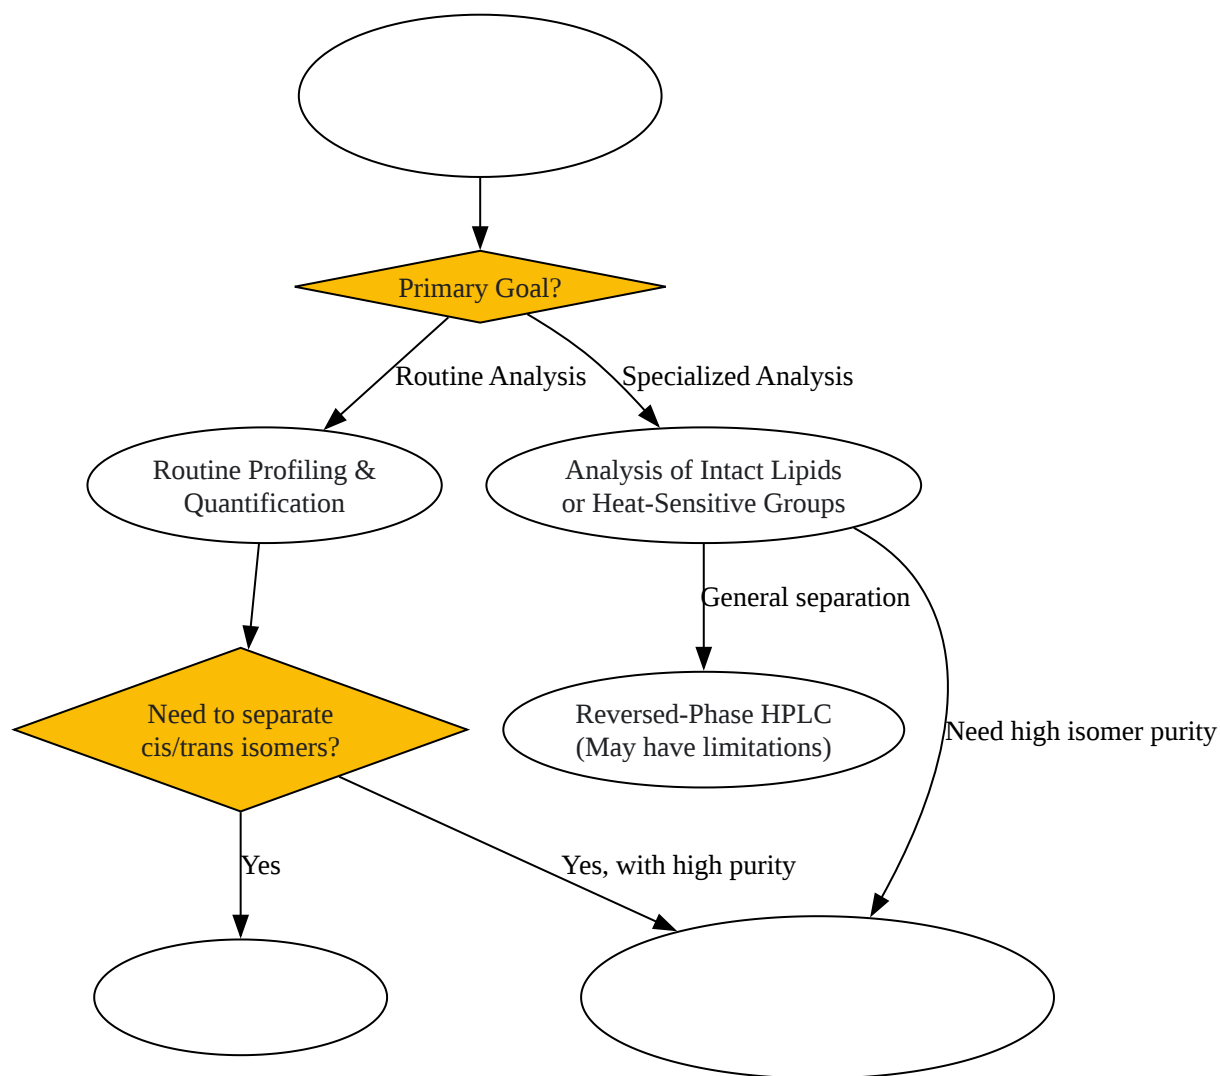 Primary Goal?
Routine Analysis
Specialized Analysis
Routine Profiling &
Quantification
Analysis of Intact Lipids
or Heat-Sensitive Groups
General separation
Need to separate
cis/trans isomers?
Reversed-Phase HPLC
(May have limitations)
Need high isomer purity
Yes
Yes, with high purity